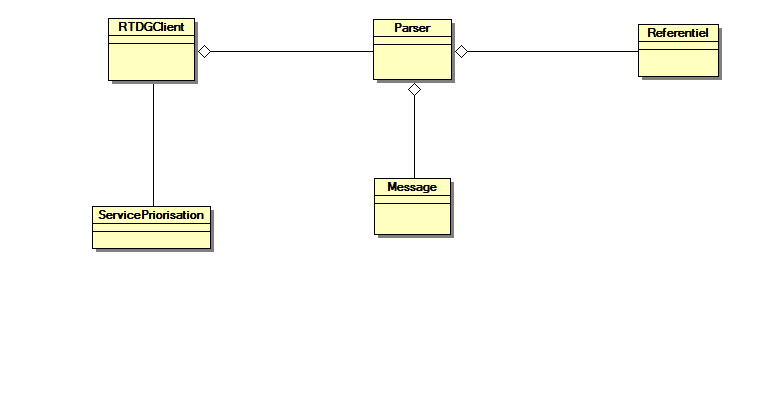 RTDGClient
Parser
Referentiel
Message
ServicePriorisation